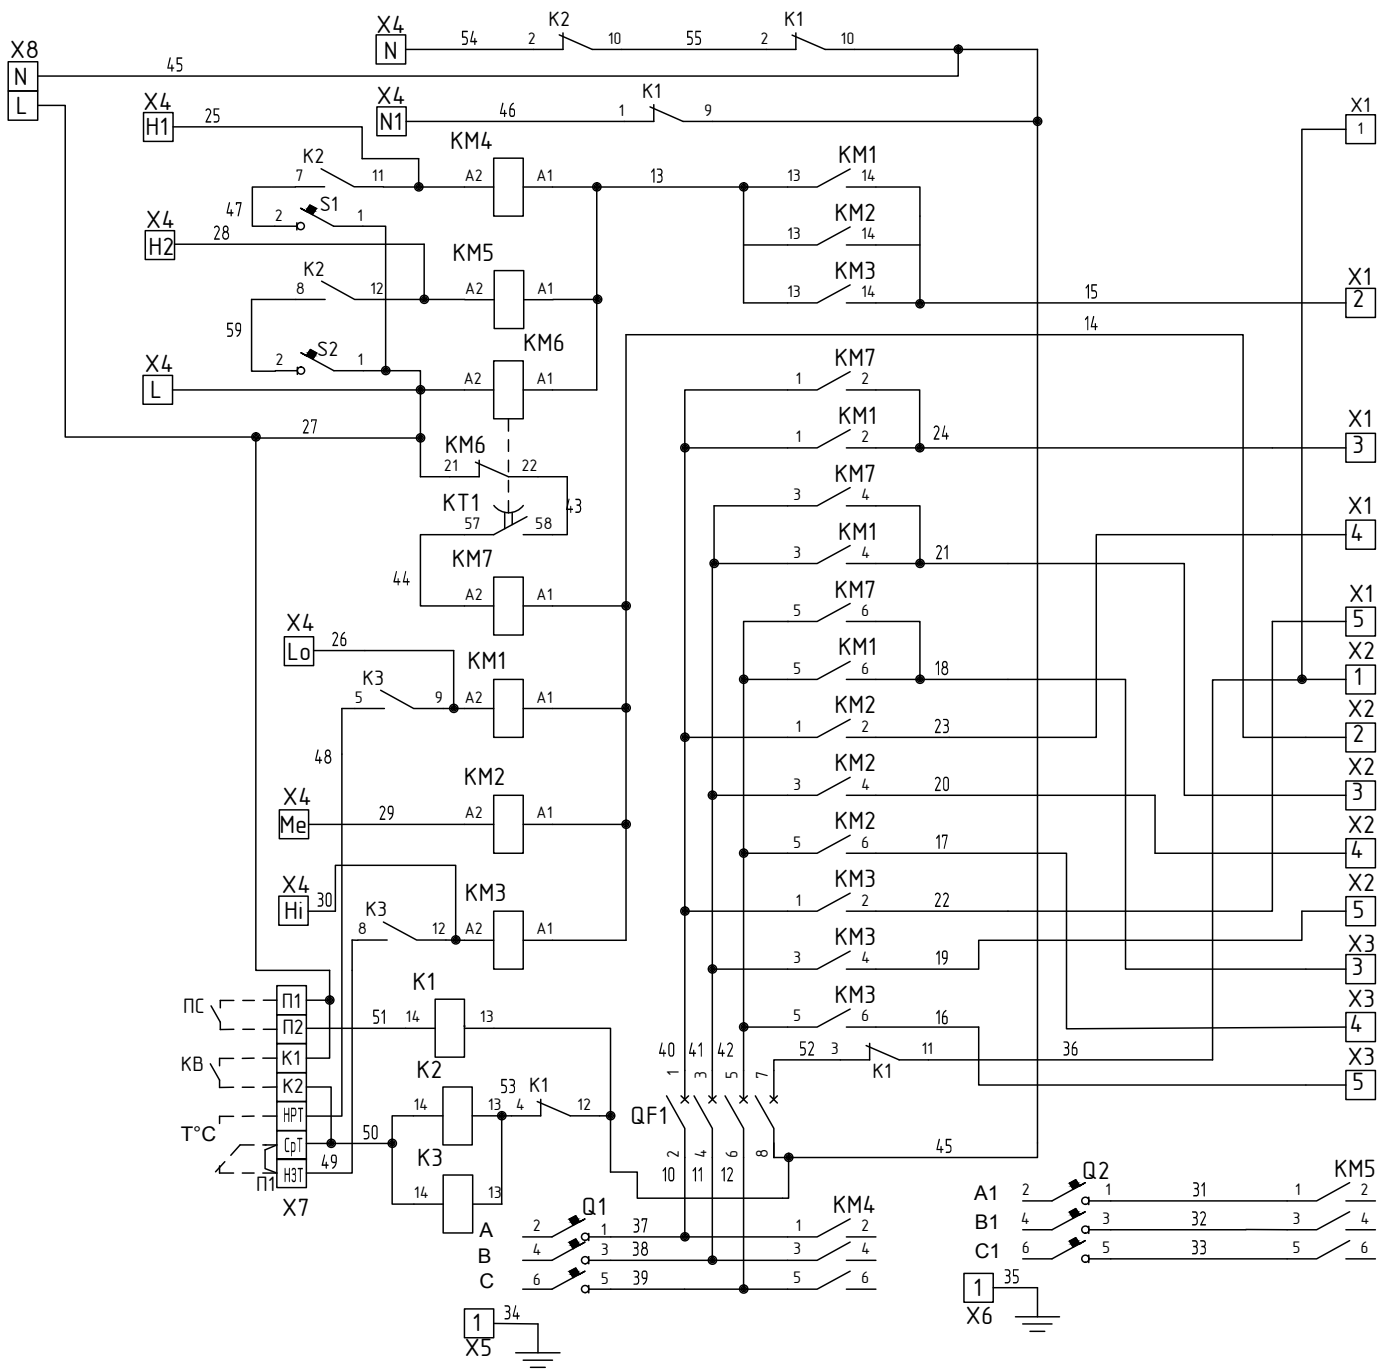 X4 K2 K1
N 54 2 10 55 2 10
X8
N 45
L
X4 K1
N1 46 1 9
X4
H1 25
KM4 KM1
K2
7 11 A2 A1 13 13 14
47 2 S1 1
X4
H2 28
KM2
13 14
K2 KM5 KM3
8 12 A2 A1 13 14 15
59 14
2 S2 1
KM6 KM7
X4
L A2 A1 1 2
27 KM1
1 2 24
KM6 KM7
21 22 3 4
KT1 43
57 58
KM1
3 4 21
KM7 KM7
44 A2 A1 5 6
X4
Lo 26
KM1 KM1
5 6 18
K3
5 9 A2 A1
KM2
1 2 23
48
KM2 KM2
3 4 20
X4
Me 29 A2 A1
KM2
5 6 17
X4
Hi 30
KM3 KM3
1 2 22
K3
8 12 A2 A1
KM3
3 4 19
ПС П1
П2 51 14 K1 13
KM3
5 6 16
КВ К1
К2
52 3 11 36
K1
K2
14 13 53 4 K1 12
T°C НРТ
СрТ 50
НЗТ 49
П1
X7
K3
14 13
40 41 42
1 3 5 7
QF1
2 4 6 8
10 11 12
45
Q1 KM4
A 2 1 37 1 2
B 4 3 38 3 4
C 6 5 39 5 6
1 34
X5
Q2 KM5
A1 2 1 31 1 2
B1 4 3 32 3 4
C1 6 5 33 5 6
1 35
X6
X1
1
X1
2
X1
3
X1
4
X1
5
X2
1
X2
2
X2
3
X2
4
X2
5
X3
3
X3
4
X3
5